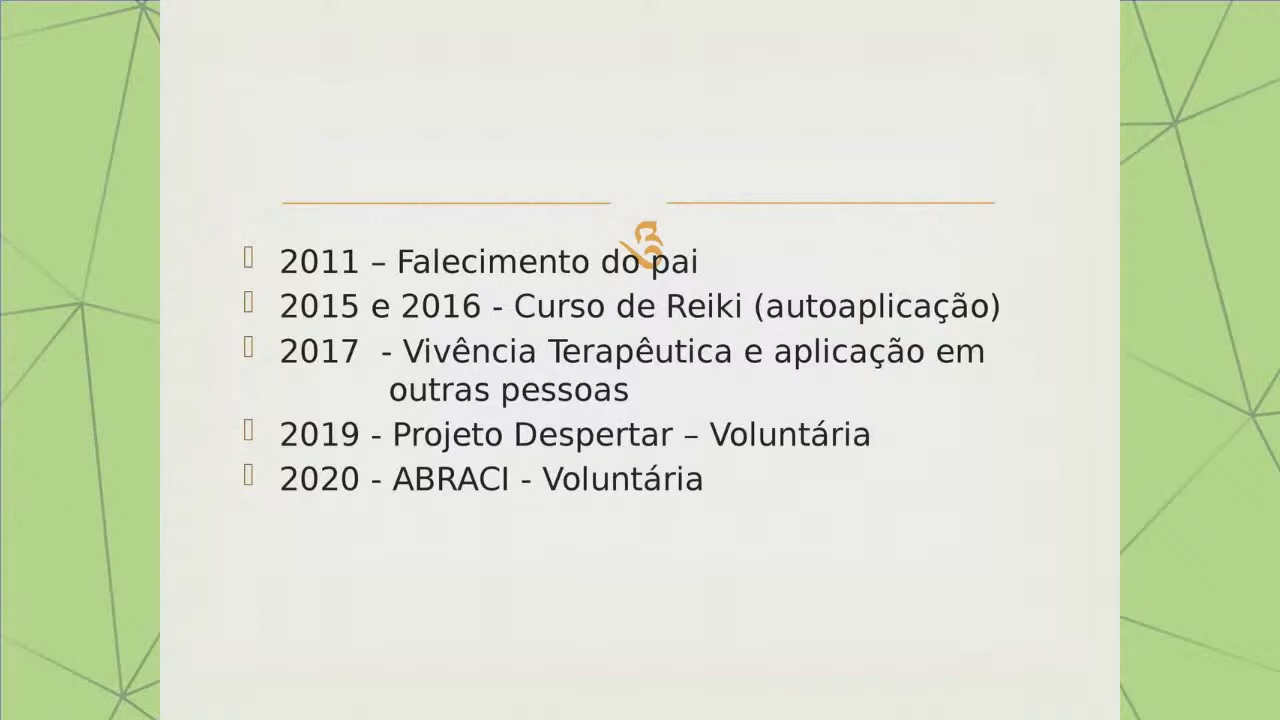 2011 – Falecimento do pai
2015 e 2016 - Curso de Reiki (autoaplicação)
2017  - Vivência Terapêutica e aplicação em
outras pessoas
2019 - Projeto Despertar – Voluntária
2020 - ABRACI - Voluntária